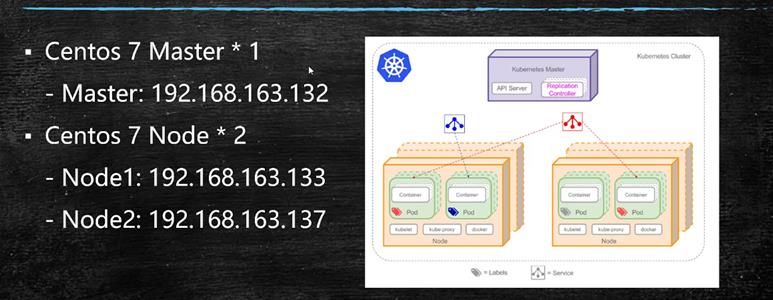 Centos 7 Master * 1
- Master: 192.168.163.132
Centos 7 Node * 2
- Node1: 192.168.163.133
- Node2: 192.168.163.137
Kubernetes Cluster
Kubernetes Master
API Server
Replication
Controller
Container
Container
Pod
Pod
kubelet
kube-proxy
docker
Node
Container
Container
Pod
Pod
kubelet
kube-proxy
docker
Node
= Labels
= Service